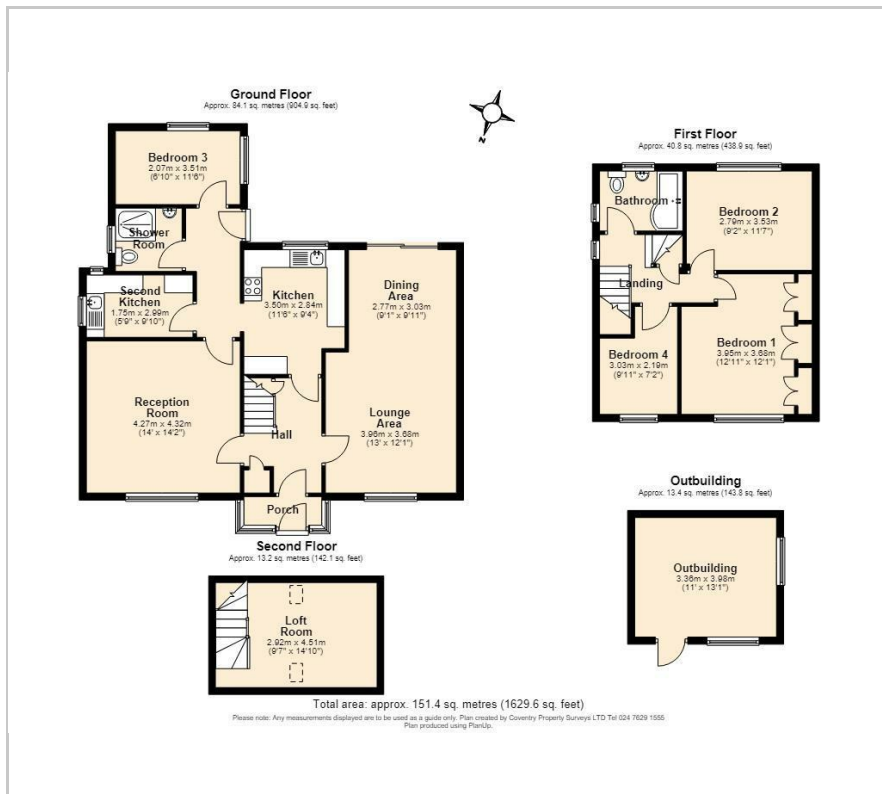 Ground Floor
Approx. 84.1 sq. metres (904.9 sq. feet)
Bedroom 3
2.07m x 3.51m
(6'10" x 11'6")
Shower
Room
Second
Kitchen
1.75m x 2.99m
(5'9" x 9'10")
Kitchen
3.50m x 2.84m
(11'6" x 9'4")
Dining
Area
2.77m x 3.03m
(9'1" x 9'11")
Reception
Room
4.27m x 4.32m
(14' x 14'2")
Hall
Lounge
Area
3.96m x 3.68m
(13' x 12'1")
Porch
N
First Floor
Approx. 40.8 sq. metres (438.9 sq. feet)
Bathroom
Bedroom 2
2.79m x 3.53m
(9'2" x 11'7")
Landing
Bedroom 1
3.95m x 3.68m
(12'11" x 12'1")
Bedroom 4
3.03m x 2.19m
(9'11" x 7'2")
Second Floor
Approx. 13.2 sq. metres (142.1 sq. feet)
Loft
Room
2.92m x 4.51m
(9'7" x 14'10")
Outbuilding
Approx. 13.4 sq. metres (143.8 sq. feet)
Outbuilding
3.36m x 3.98m
(11' x 13'1")
Total area: approx. 151.4 sq. metres (1629.6 sq. feet)
Please note: Any measurements displayed are to be used as a guide only. Plan created by Coventry Property Surveys LTD Tel 024 7629 1555
Plan produced using PlanUp.